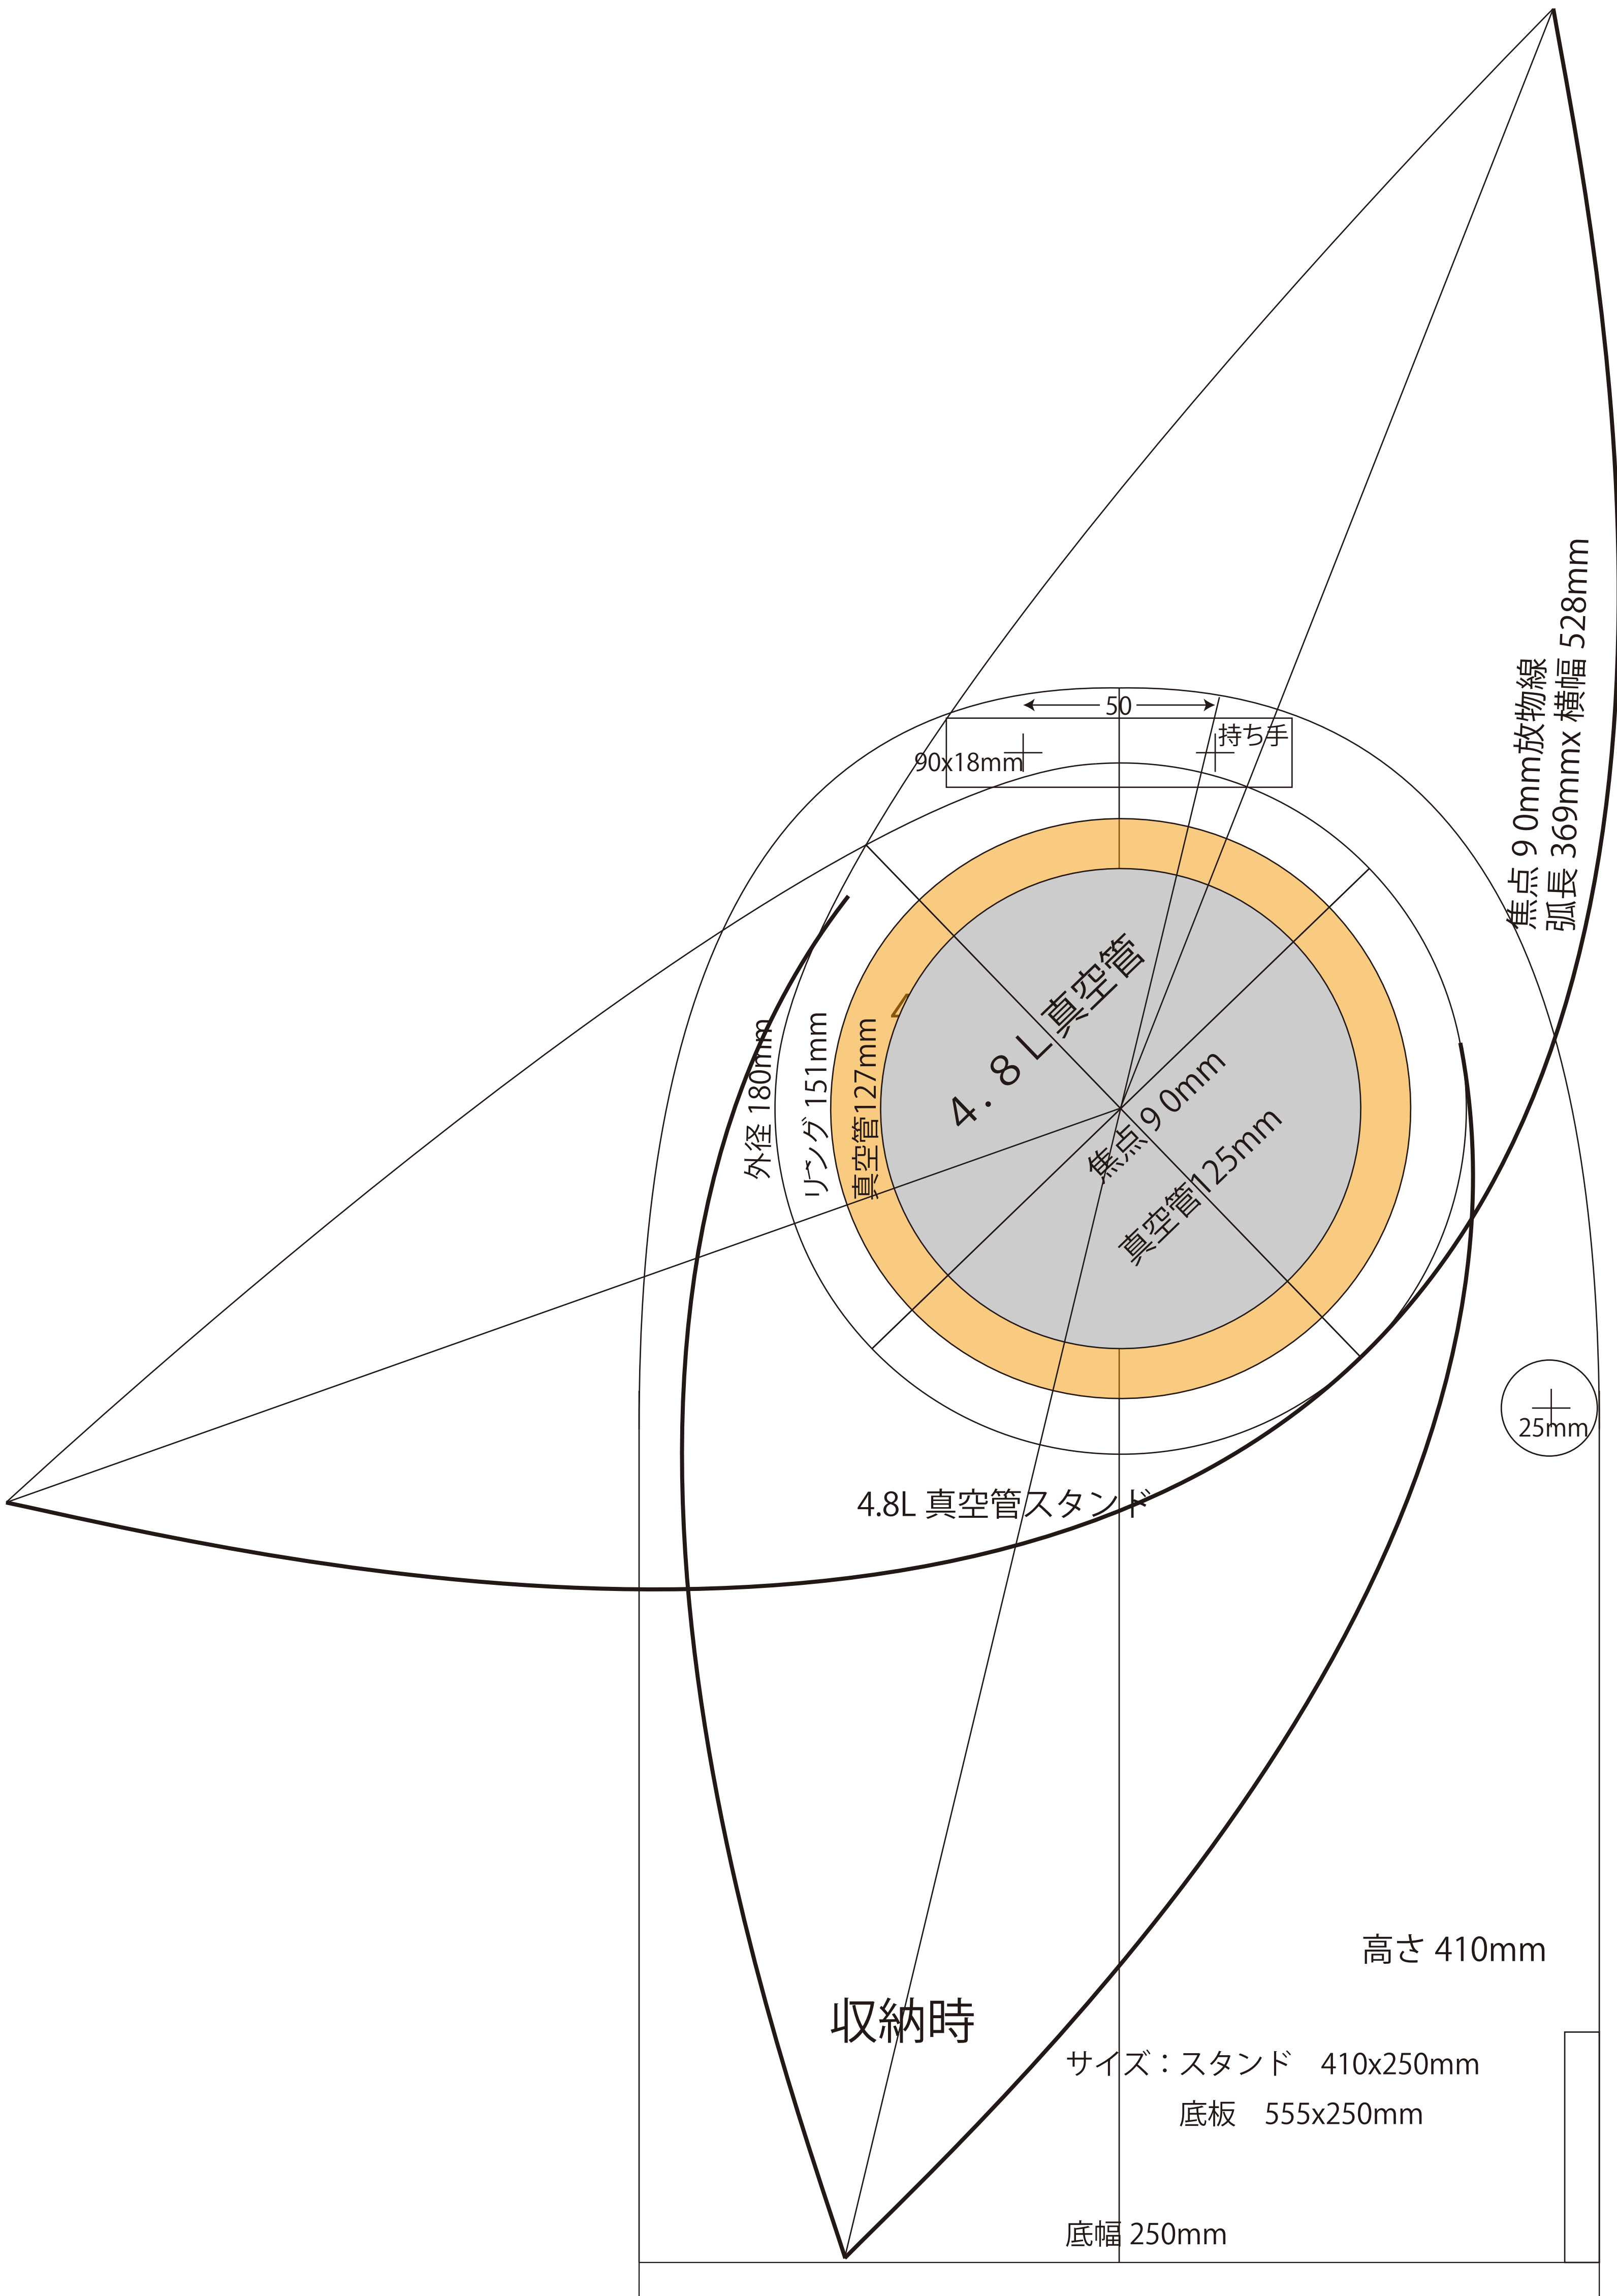 50
持ち手
90x18mm
焦点９0mm放物線
弧長 369mmx 横幅 528mm
4.8 L 真空管
4
外径 180mm
リング 151mm
真空管127mm
焦点９0mm
真空管125mm
25mm
4.8L 真空管スタンド
高さ 410mm
収納時
サイズ：スタンド　410x250mm
底板　555x250mm
底幅 250mm